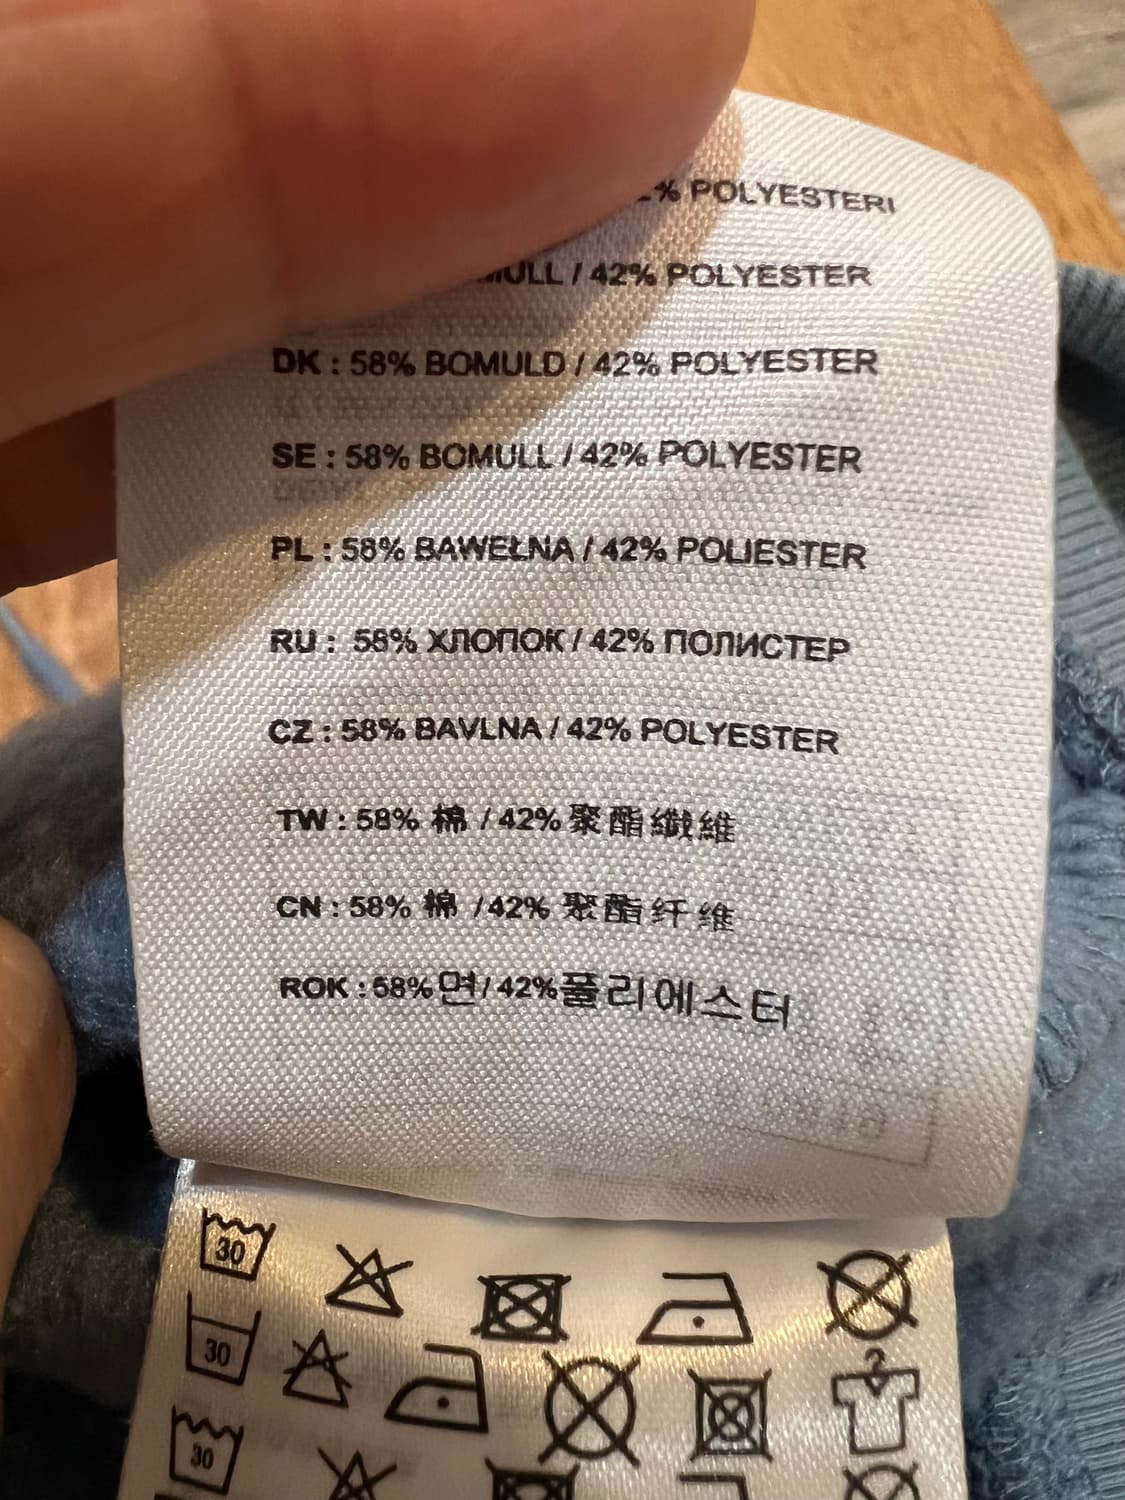 % POLYESTERI
/ 42% POLYESTER
DK : 58% BOMULD / 42% POLYESTER
SE : 58% BOMULL / 42% POLYESTER
PL : 58% BAWEŁNA / 42% POLIESTER
RU : 58% ХЛОПОК / 42% ПОЛИСТЕР
CZ : 58% BAVLNA / 42% POLYESTER
TW : 58% 棉 / 42% 聚酯纖維
CN : 58% 棉 / 42% 聚酯纤维
ROK : 58% 면 / 42% 폴리에스터
30
30
30